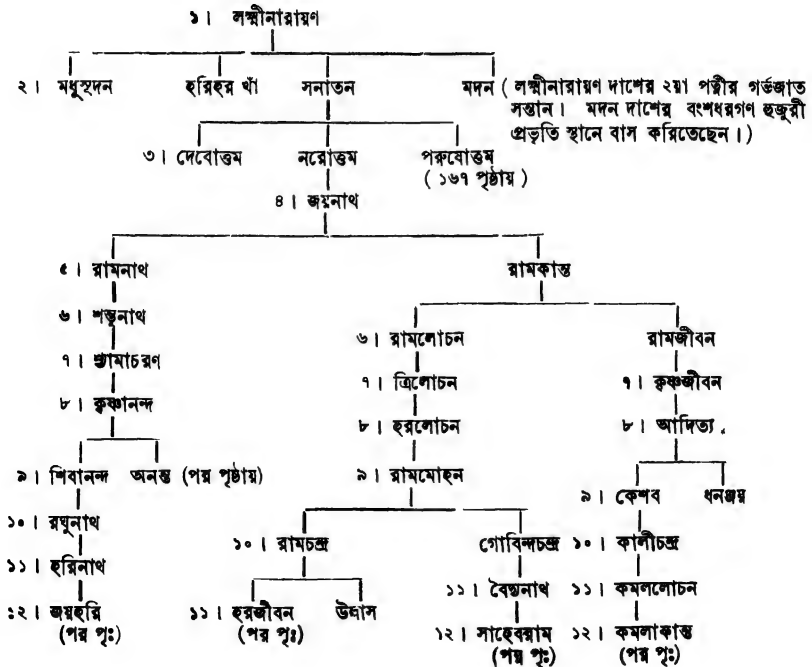 ১। লক্ষ্মীনারায়ণ
২। মধুসূদন হরিহর খাঁ সনাতন মদন ( লক্ষ্মীনারায়ণ দাশের ২য়া পত্নীর গর্ভজাত
সন্তান। মদন দাশের বংশধরগণ হুজুরী
প্রভৃতি স্থানে বাস করিতেছেন।)
৩। দেবোত্তম নরোত্তম পরুষোত্তম
( ১৬৭ পৃষ্ঠায় )
৪। জয়নাথ
৫। রামনাথ রামকান্ত
৬। শম্ভুনাথ
৬। রামলোচন রামজীবন
৭। শ্যামাচরণ
৭। ত্রিলোচন ৭। কৃষ্ণজীবন
৮। কৃষ্ণানন্দ
৮। হরলোচন ৮। আদিত্য
৯। শিবানন্দ অনন্ত (পর পৃষ্ঠায়) ৯। রামমোহন
৯। কেশব ধনঞ্জয়
১০। রঘুনাথ
১০। রামচন্দ্র গোবিন্দচন্দ্র ১০। কালীচন্দ্র
১১। হরিনাথ
১১। বৈদ্যনাথ ১১। কমললোচন
১২। জয়হরি ১১। হরজীবন উদাস
(পর পৃঃ) (পর পৃঃ)
১২। সাহেবরাম ১২। কমলাকান্ত
(পর পৃঃ) (পর পৃঃ)